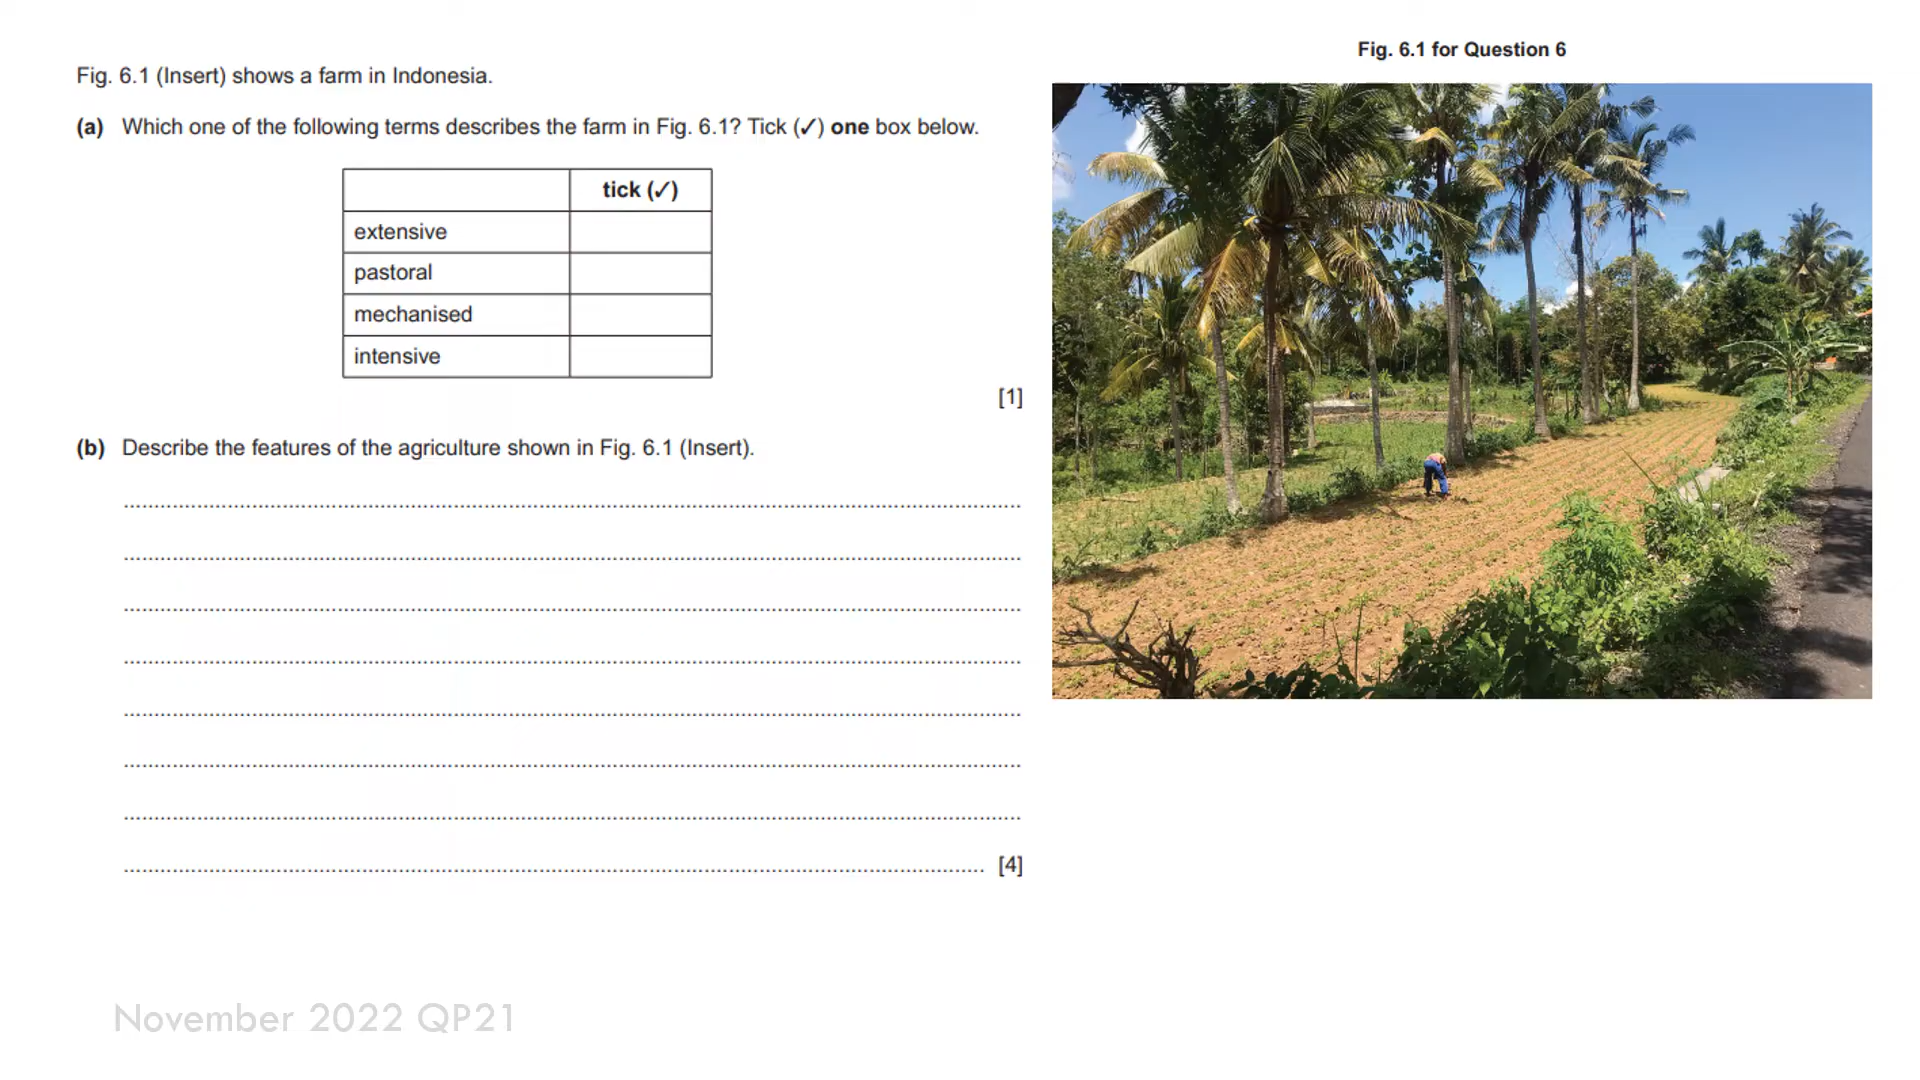 Fig. 6.1 for Question 6
Fig. 6.1 (Insert) shows a farm in Indonesia.
(a) Which one of the following terms describes the farm in Fig. 6.1? Tick (✓) one box below.
tick (✓)
extensive
pastoral
mechanised
intensive
[1]
(b) Describe the features of the agriculture shown in Fig. 6.1 (Insert).
[4]
November 2022 QP21